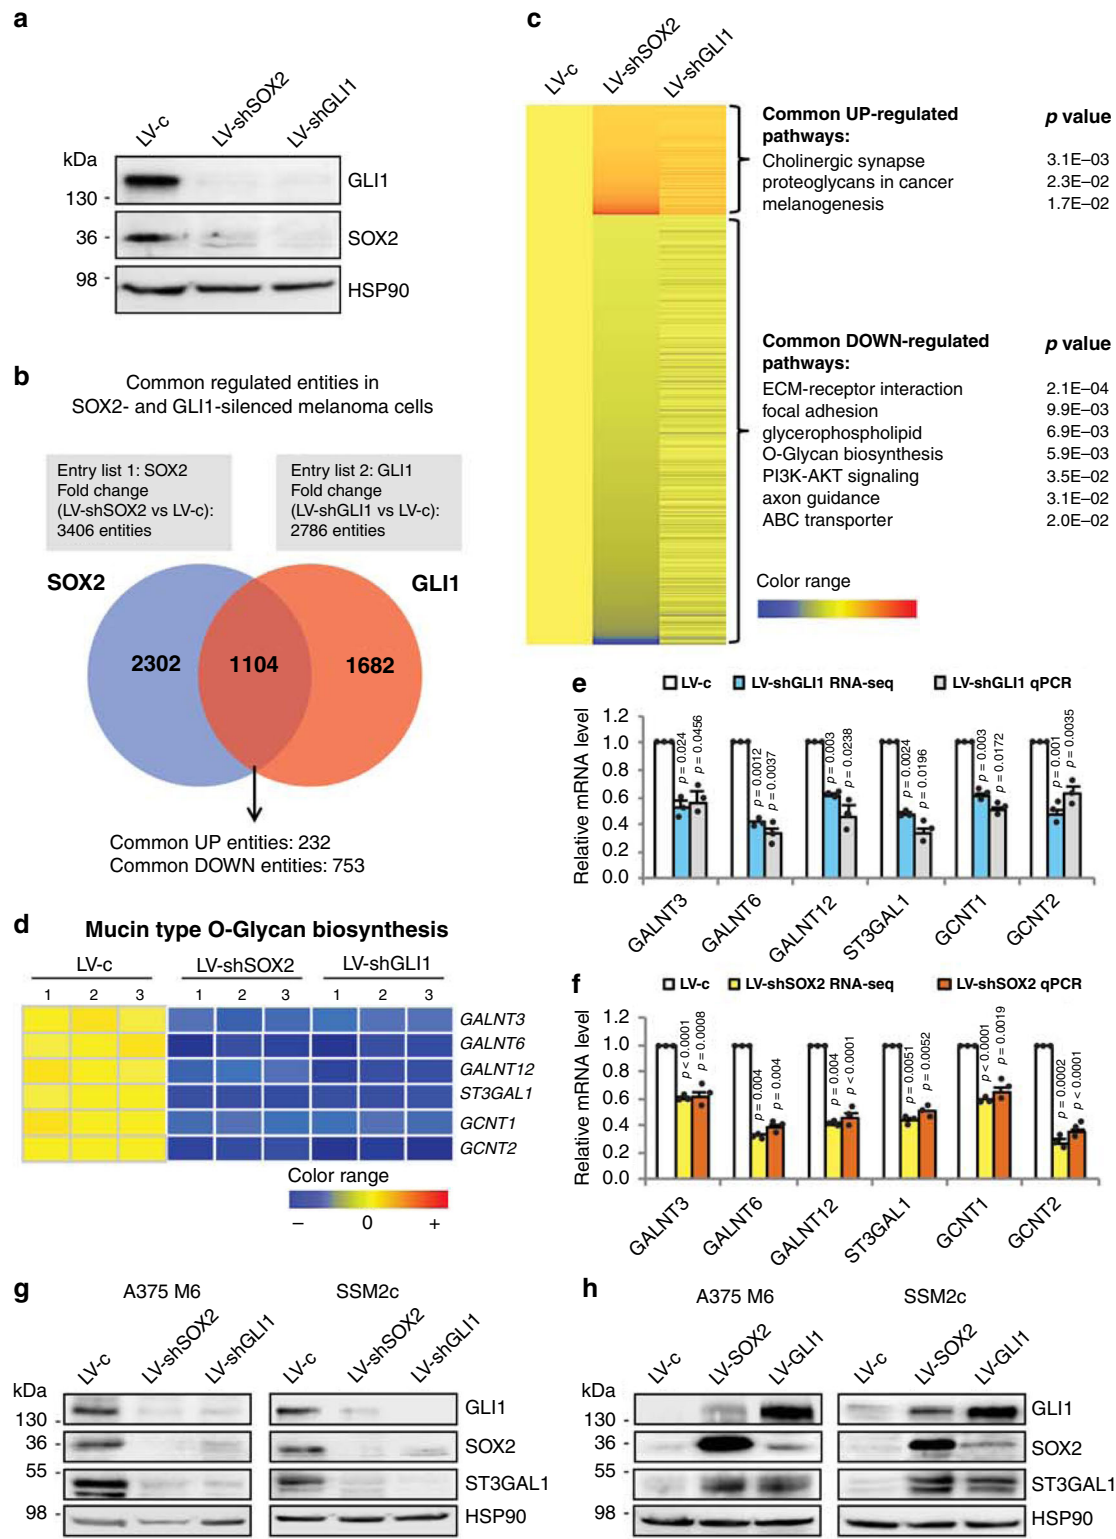 a
LV-c
LV-shSOX2
LV-shGLI1
kDa
130
GLI1
36
SOX2
98
HSP90
b
Common regulated entities in
SOX2- and GLI1-silenced melanoma cells
Entry list 1: SOX2
Fold change
(LV-shSOX2 vs LV-c):
3406 entities
Entry list 2: GLI1
Fold change
(LV-shGLI1 vs LV-c):
2786 entities
SOX2
GLI1
2302
1104
1682
Common UP entities: 232
Common DOWN entities: 753
c
LV-c
LV-shSOX2
LV-shGLI1
Common UP-regulated
pathways:
p value
Cholinergic synapse 3.1E–03
proteoglycans in cancer 2.3E–02
melanogenesis 1.7E–02
Common DOWN-regulated
pathways:
p value
ECM-receptor interaction 2.1E–04
focal adhesion 9.9E–03
glycerophospholipid 6.9E–03
O-Glycan biosynthesis 5.9E–03
PI3K-AKT signaling 3.5E–02
axon guidance 3.1E–02
ABC transporter 2.0E–02
Color range
d
Mucin type O-Glycan biosynthesis
LV-c LV-shSOX2 LV-shGLI1
1 2 3 1 2 3 1 2 3
GALNT3
GALNT6
GALNT12
ST3GAL1
GCNT1
GCNT2
Color range
– 0 +
e
LV-c LV-shGLI1 RNA-seq LV-shGLI1 qPCR
Relative mRNA level
1.2
1.0
0.8
0.6
0.4
0.2
0.0
p = 0.024
p = 0.0456
p = 0.0012
p = 0.0037
p = 0.003
p = 0.0238
p = 0.0024
p = 0.0196
p = 0.003
p = 0.0172
p = 0.001
p = 0.0035
GALNT3
GALNT6
GALNT12
ST3GAL1
GCNT1
GCNT2
f
LV-c LV-shSOX2 RNA-seq LV-shSOX2 qPCR
Relative mRNA level
1.2
1.0
0.8
0.6
0.4
0.2
0.0
p < 0.0001
p = 0.0008
p = 0.004
p = 0.004
p = 0.004
p < 0.0001
p = 0.0051
p = 0.0052
p < 0.0001
p = 0.0019
p = 0.0002
p < 0.0001
GALNT3
GALNT6
GALNT12
ST3GAL1
GCNT1
GCNT2
g
A375 M6 SSM2c
LV-c
LV-shSOX2
LV-shGLI1
LV-c
LV-shSOX2
LV-shGLI1
kDa
130
GLI1
36
SOX2
55
ST3GAL1
98
HSP90
h
A375 M6 SSM2c
LV-c
LV-SOX2
LV-GLI1
LV-c
LV-SOX2
LV-GLI1
kDa
130
GLI1
36
SOX2
55
ST3GAL1
98
HSP90